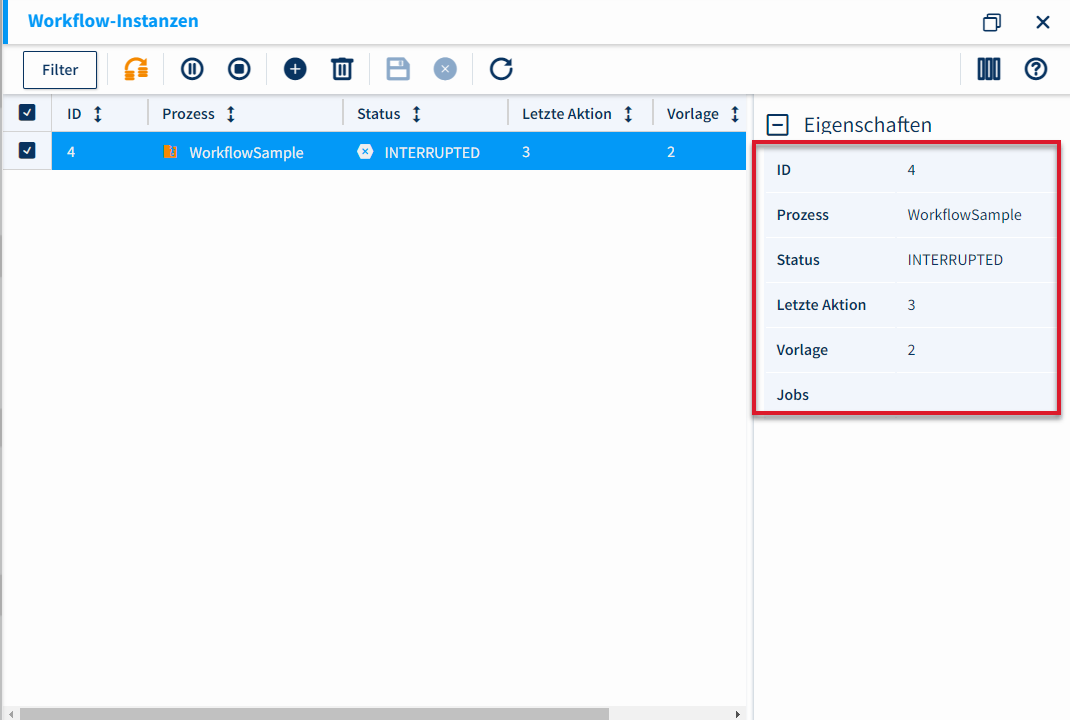 Workflow-Instanzen
Filter
ID Prozess Status Letzte Aktion Vorlage
4 WorkflowSample INTERRUPTED 3 2
Eigenschaften
ID 4
Prozess WorkflowSample
Status INTERRUPTED
Letzte Aktion 3
Vorlage 2
Jobs